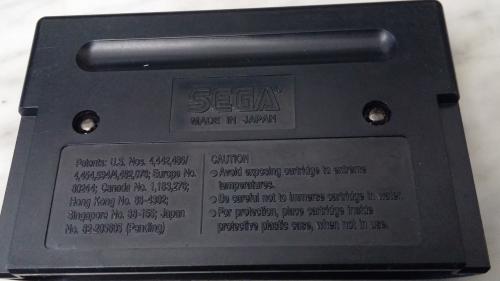 SEGA
MADE IN JAPAN
Patents: U.S. Nos. 4,442,486/
4,454,594/4,462,076; Europe No.
80244; Canada No. 1,183,276;
Hong Kong No. 88-4302;
Singapore No. 88-155; Japan
No. 82-205605 (Pending)
CAUTION
Avoid exposing cartridge to extreme
temperatures.
Be careful not to immerse cartridge in water.
For protection, place cartridge inside
protective plastic case, when not in use.